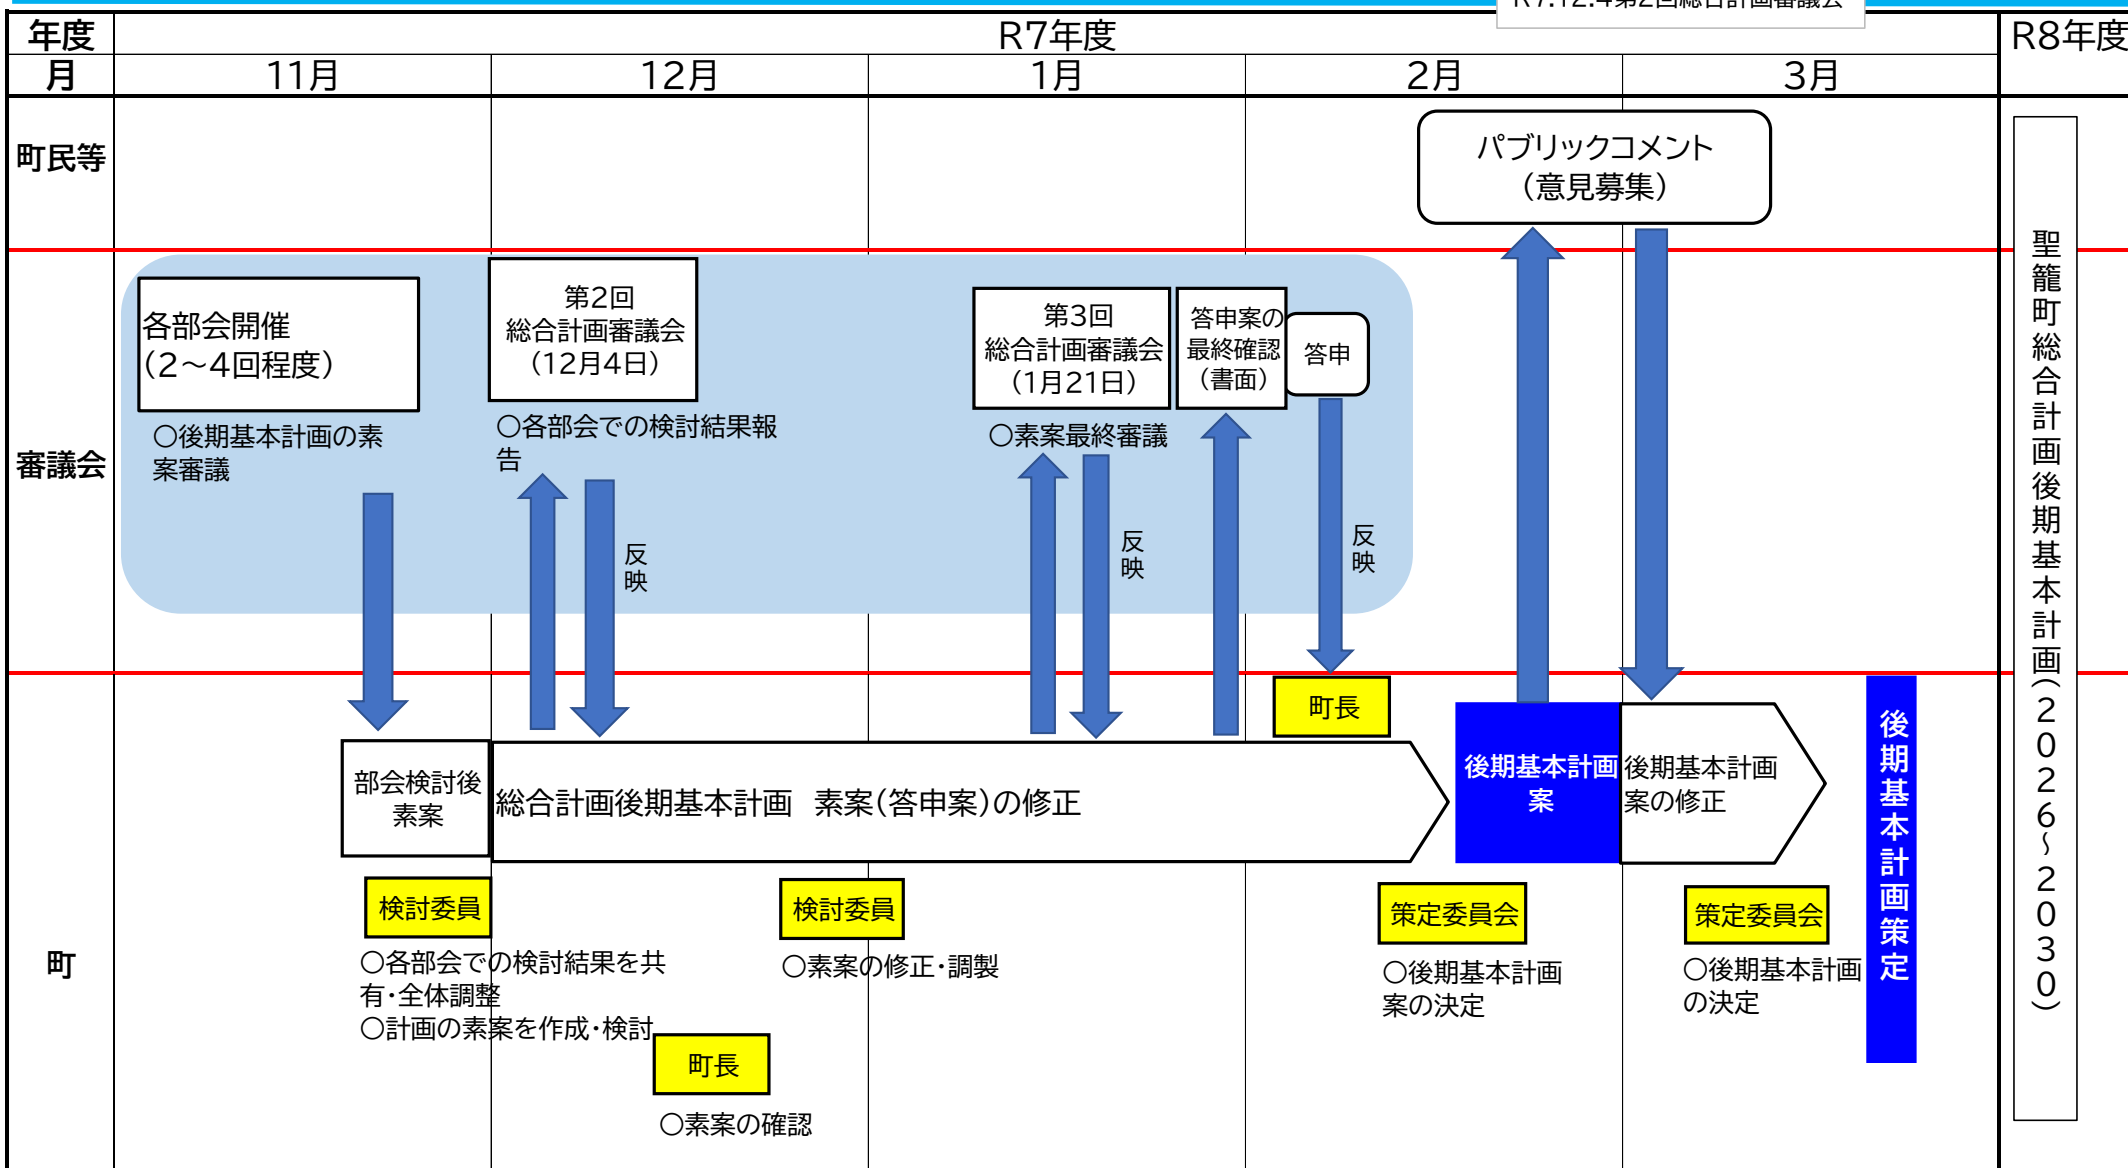 R7.12.4第2回総合計画審議会
年度
R7年度
R8年度
月
11月
12月
1月
2月
3月
町民等
パブリックコメント
（意見募集）
審議会
各部会開催
（2～4回程度）
○後期基本計画の素
案審議
第2回
総合計画審議会
（12月4日）
○各部会での検討結果報
告
反映
第3回
総合計画審議会
（1月21日）
○素案最終審議
反映
答申案の
最終確認
（書面）
答申
反映
町
町長
部会検討後
素案
総合計画後期基本計画　素案（答申案）の修正
後期基本計画
案
後期基本計画
案の修正
後期基本計画策定
検討委員
○各部会での検討結果を共
有・全体調整
○計画の素案を作成・検討
町長
○素案の確認
検討委員
○素案の修正・調製
策定委員会
○後期基本計画
案の決定
策定委員会
○後期基本計画
の決定
聖籠町総合計画後期基本計画（2026～2030）